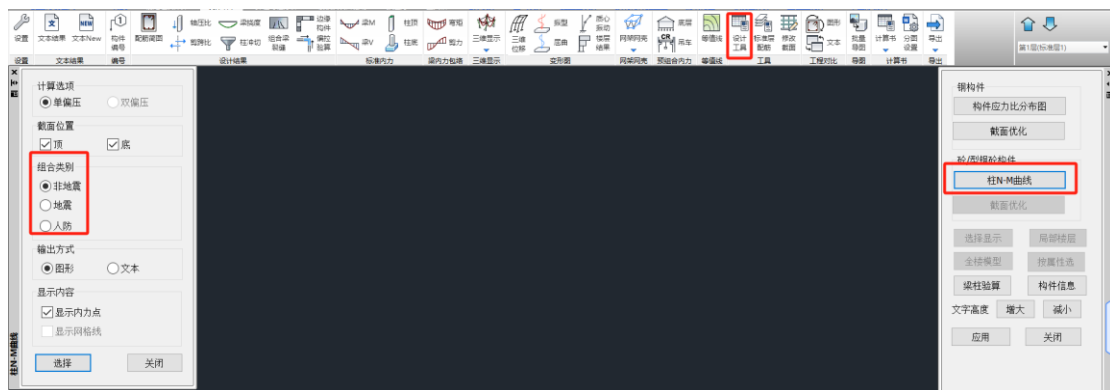 轴压比 梁挠度 边梁构件 梁M 柱顶 弯矩 振型 质心振动 底层 图形
设置 文本结果 文本New 构件编号 配筋简图 组合梁裂缝 三维显示 三维位移 网架网壳 等值线 设计工具 标准层配筋 修改截面 批量导图 计算书 分图设置 导出
剪跨比 柱冲切 偏拉验算 梁V 柱底 剪力 屈曲 楼层结果 吊车 文本
第1层(标准层1)
设置 文本结果 编号 设计结果 标准内力 梁内力包络 三维显示 变形图 网架网壳 预组合内力 等值线 工具 工程对比 导图 计算书 导出
计算选项
单偏压 双偏压
截面位置
顶 底
组合类别
非地震
地震
人防
输出方式
图形 文本
显示内容
显示内力点
显示网格线
选择 关闭
柱N-M曲线
钢构件
构件应力比分布图
截面优化
砼/型钢砼构件
柱N-M曲线
截面优化
选择显示 局部楼层
全楼模型 按属性选
梁柱验算 构件信息
文字高度 增大 减小
应用 关闭